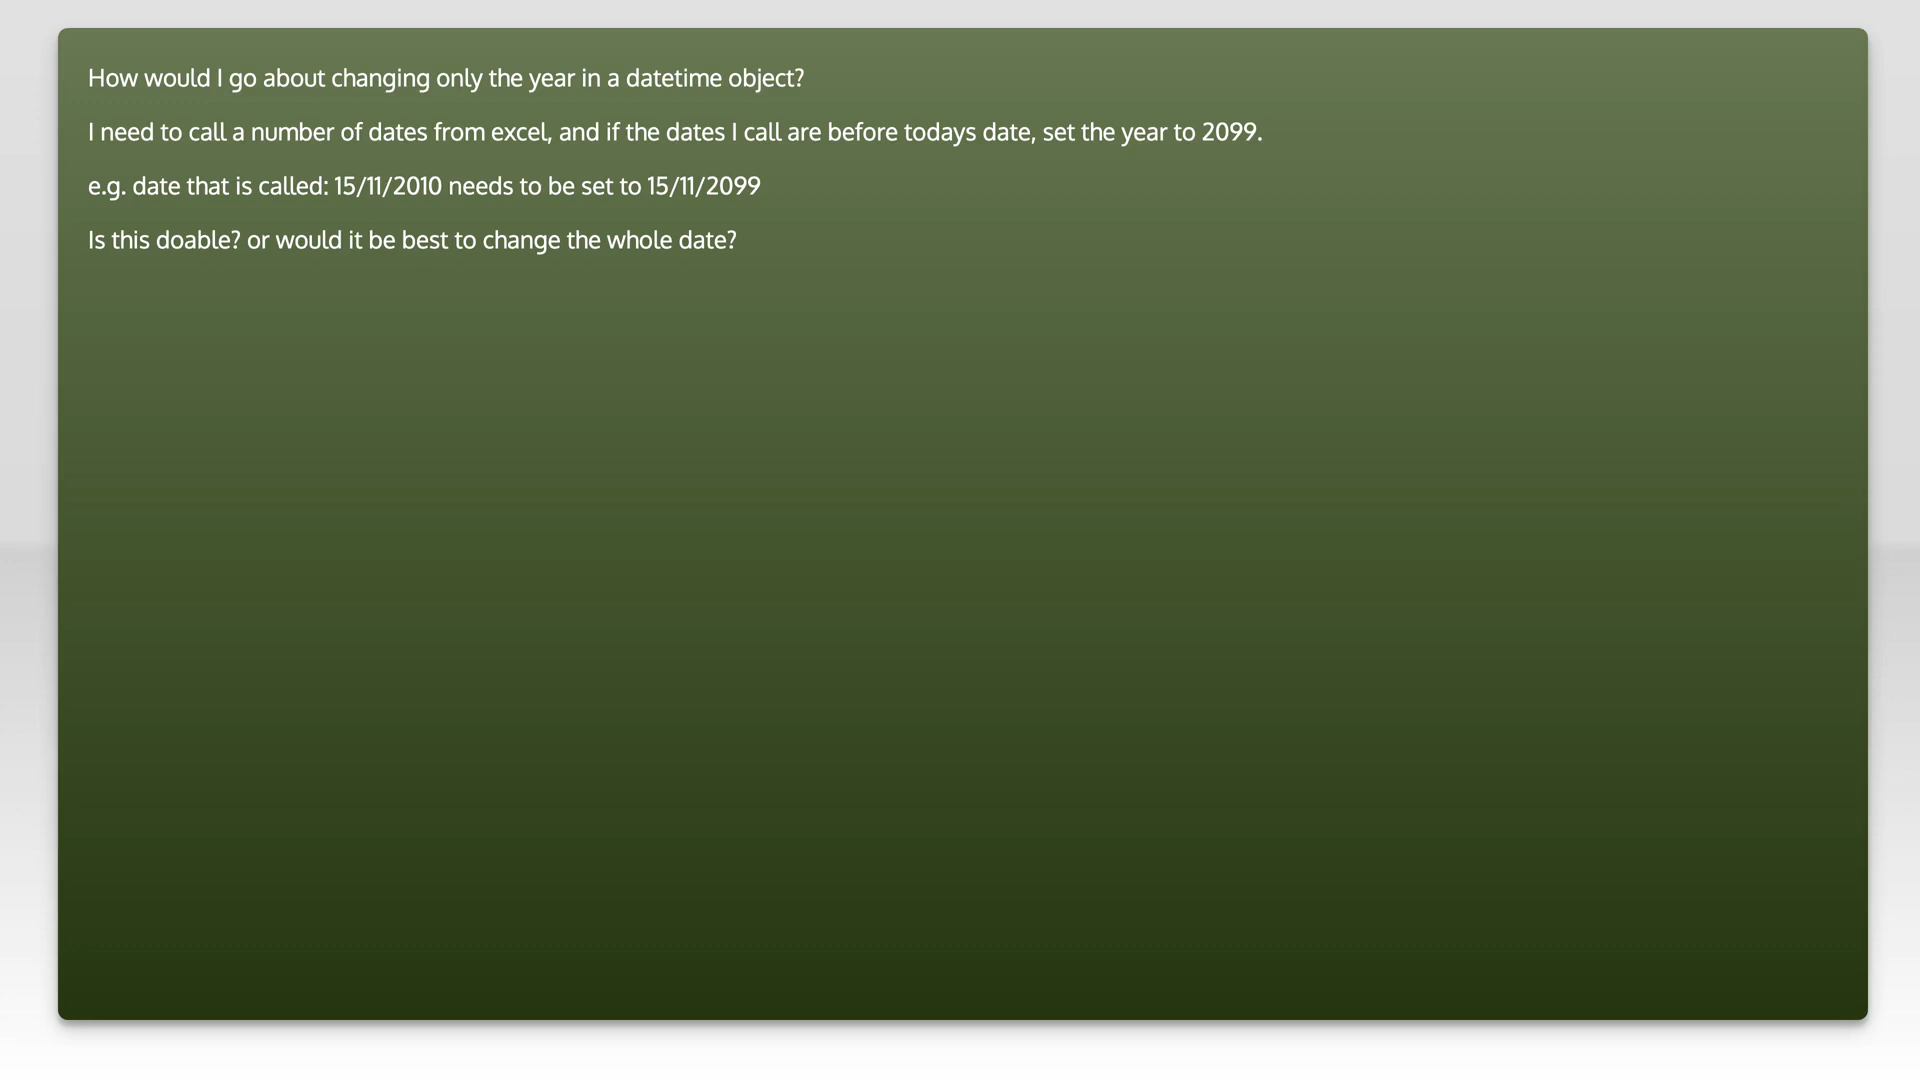 How would I go about changing only the year in a datetime object?
I need to call a number of dates from excel, and if the dates I call are before todays date, set the year to 2099.
e.g. date that is called: 15/11/2010 needs to be set to 15/11/2099
Is this doable? or would it be best to change the whole date?